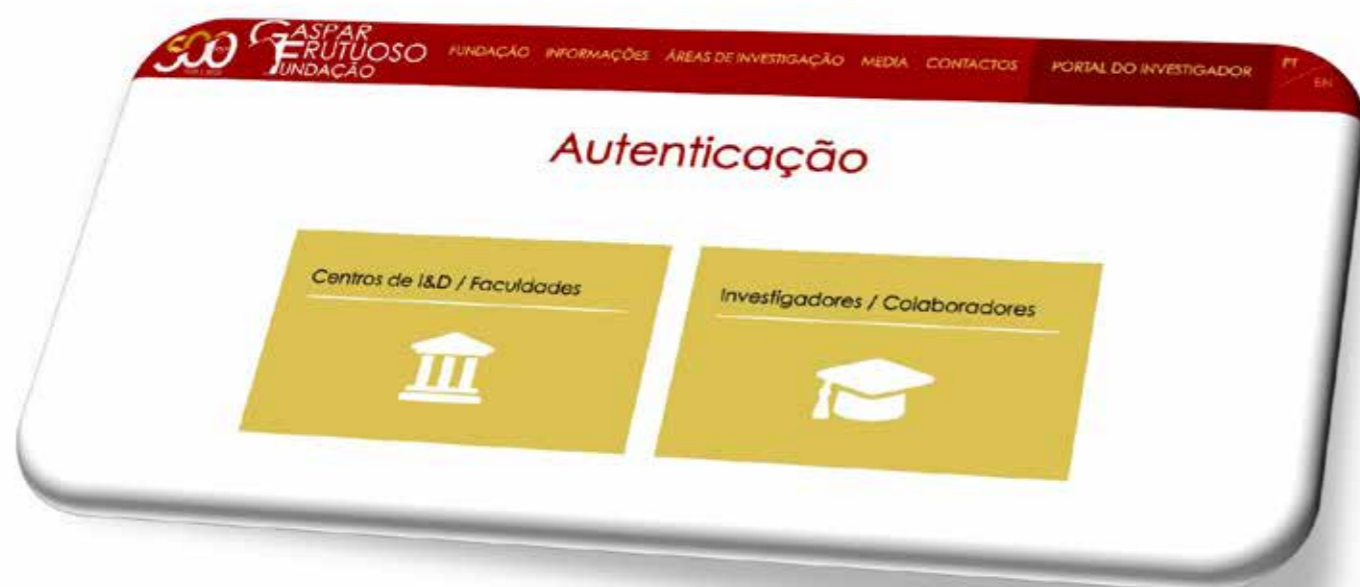 500
GASPAR
FRUTUOSO
FUNDAÇÃO
FUNDAÇÃO INFORMAÇÕES ÁREAS DE INVESTIGAÇÃO MEDIA CONTACTOS PORTAL DO INVESTIGADOR PT EN
Autenticação
Centros de I&D / Faculdades
Investigadores / Colaboradores